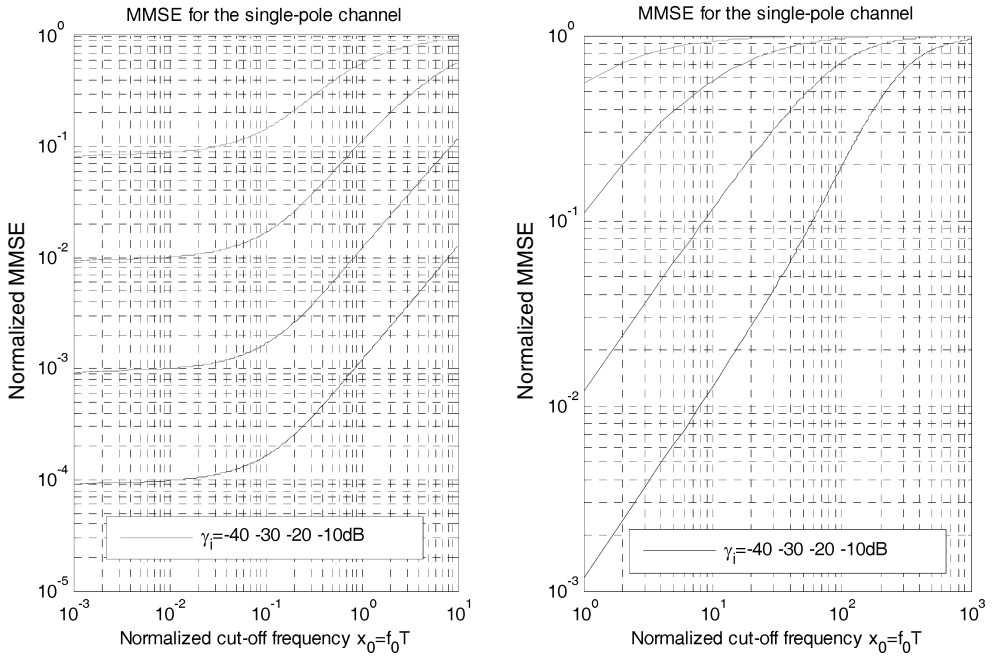 MMSE for the single-pole channel
10^0
10^-1
10^-2
10^-3
10^-4
10^-5
Normalized MMSE
γi=-40 -30 -20 -10dB
10^-3 10^-2 10^-1 10^0 10^1
Normalized cut-off frequency x0=f0T
MMSE for the single-pole channel
10^0
10^-1
10^-2
10^-3
Normalized MMSE
γi=-40 -30 -20 -10dB
10^0 10^1 10^2 10^3
Normalized cut-off frequency x0=f0T